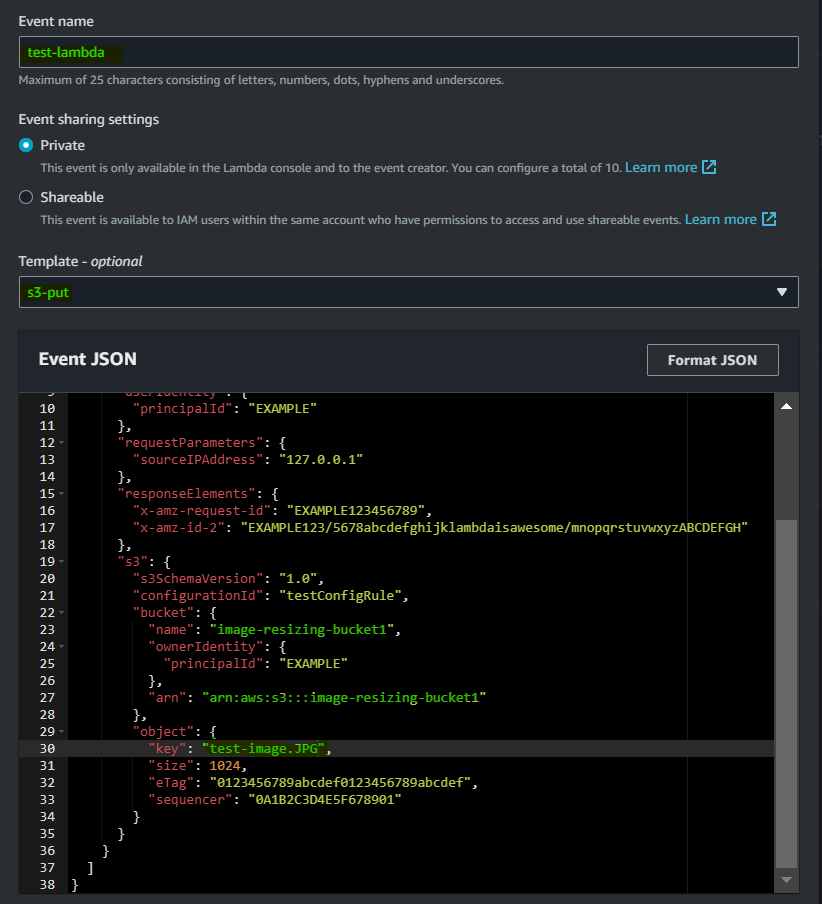 Event name
test-lambda
Maximum of 25 characters consisting of letters, numbers, dots, hyphens and underscores.
Event sharing settings
Private
This event is only available in the Lambda console and to the event creator. You can configure a total of 10. Learn more
Shareable
This event is available to IAM users within the same account who have permissions to access and use shareable events. Learn more
Template - optional
s3-put
Event JSON
Format JSON
9 "userIdentity": {
10 "principalId": "EXAMPLE"
11 },
12 "requestParameters": {
13 "sourceIPAddress": "127.0.0.1"
14 },
15 "responseElements": {
16 "x-amz-request-id": "EXAMPLE123456789",
17 "x-amz-id-2": "EXAMPLE123/5678abcdefghijklambdaisawesome/mnopqrstuvwxyzABCDEFGH"
18 },
19 "s3": {
20 "s3SchemaVersion": "1.0",
21 "configurationId": "testConfigRule",
22 "bucket": {
23 "name": "image-resizing-bucket1",
24 "ownerIdentity": {
25 "principalId": "EXAMPLE"
26 },
27 "arn": "arn:aws:s3:::image-resizing-bucket1"
28 },
29 "object": {
30 "key": "test-image.JPG",
31 "size": 1024,
32 "eTag": "0123456789abcdef0123456789abcdef",
33 "sequencer": "0A1B2C3D4E5F678901"
34 }
35 }
36 }
37 ]
38 }